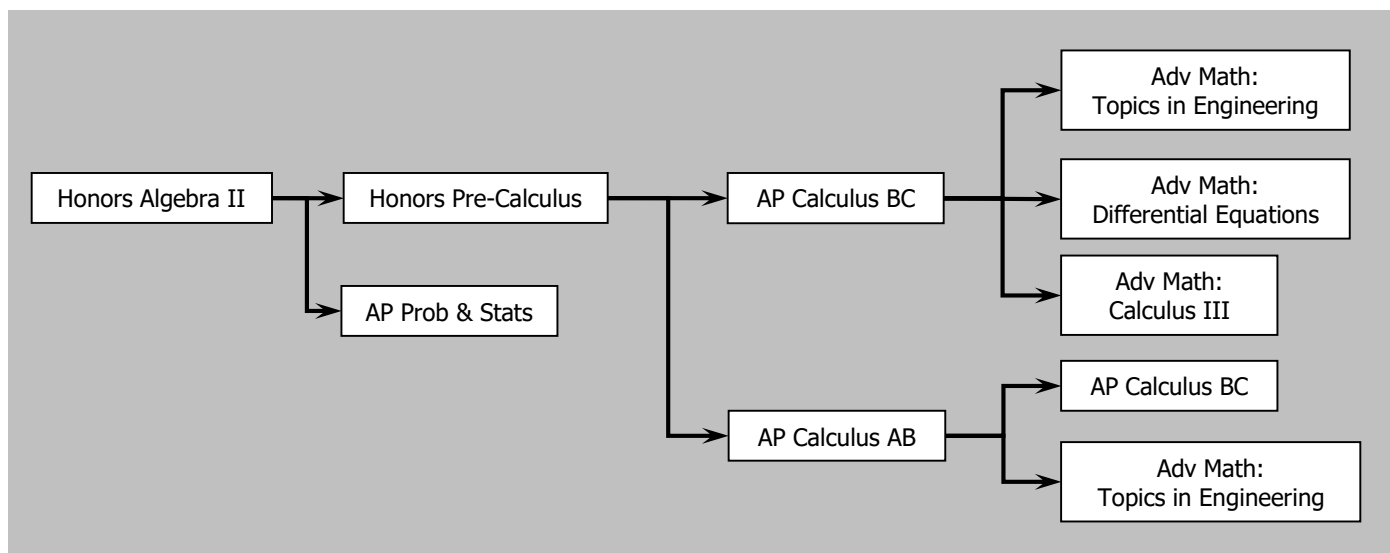 Adv Math:
Topics in Engineering
Honors Algebra II
Honors Pre-Calculus
AP Calculus BC
Adv Math:
Differential Equations
Adv Math:
Calculus III
AP Prob & Stats
AP Calculus BC
AP Calculus AB
Adv Math:
Topics in Engineering